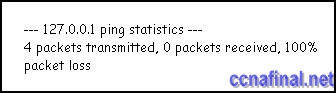 --- 127.0.0.1 ping statistics ---
4 packets transmitted, 0 packets received, 100%
packet loss
ccnafinal.net